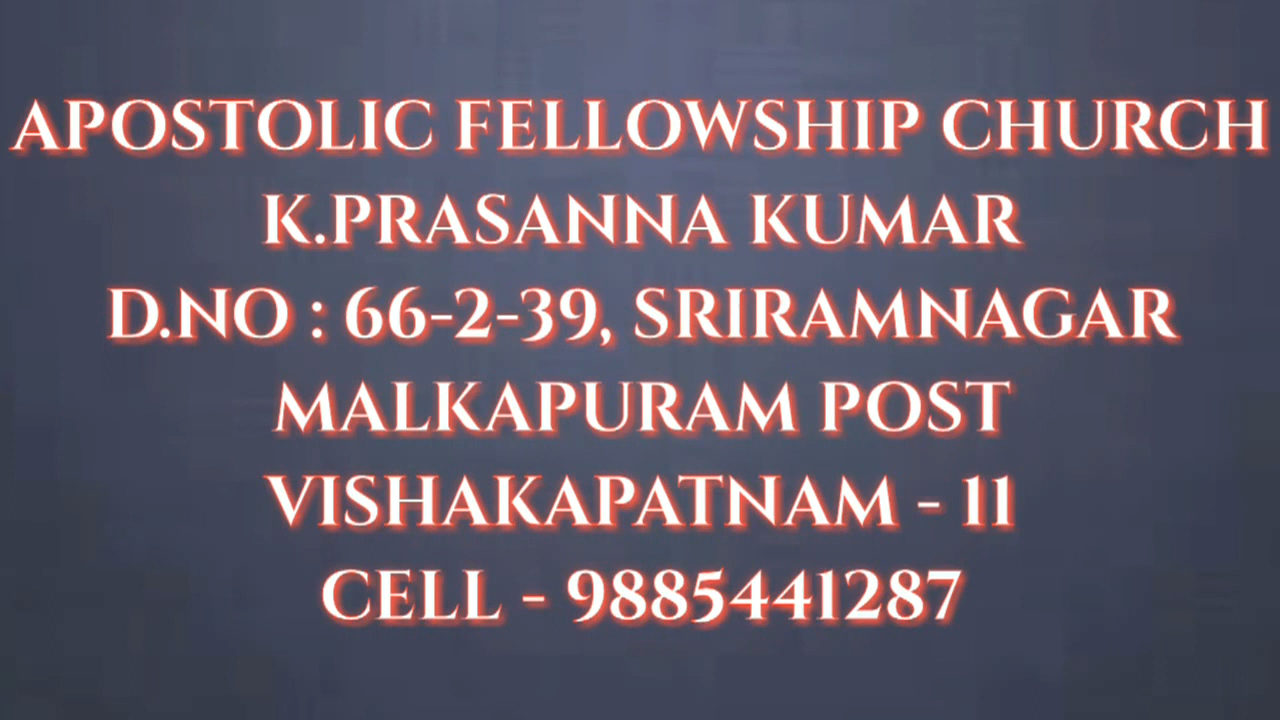 APOSTOLIC FELLOWSHIP CHURCH
K.PRASANNA KUMAR
D.NO : 66-2-39, SRIRAMNAGAR
MALKAPURAM POST
VISHAKAPATNAM - 11
CELL - 9885441287